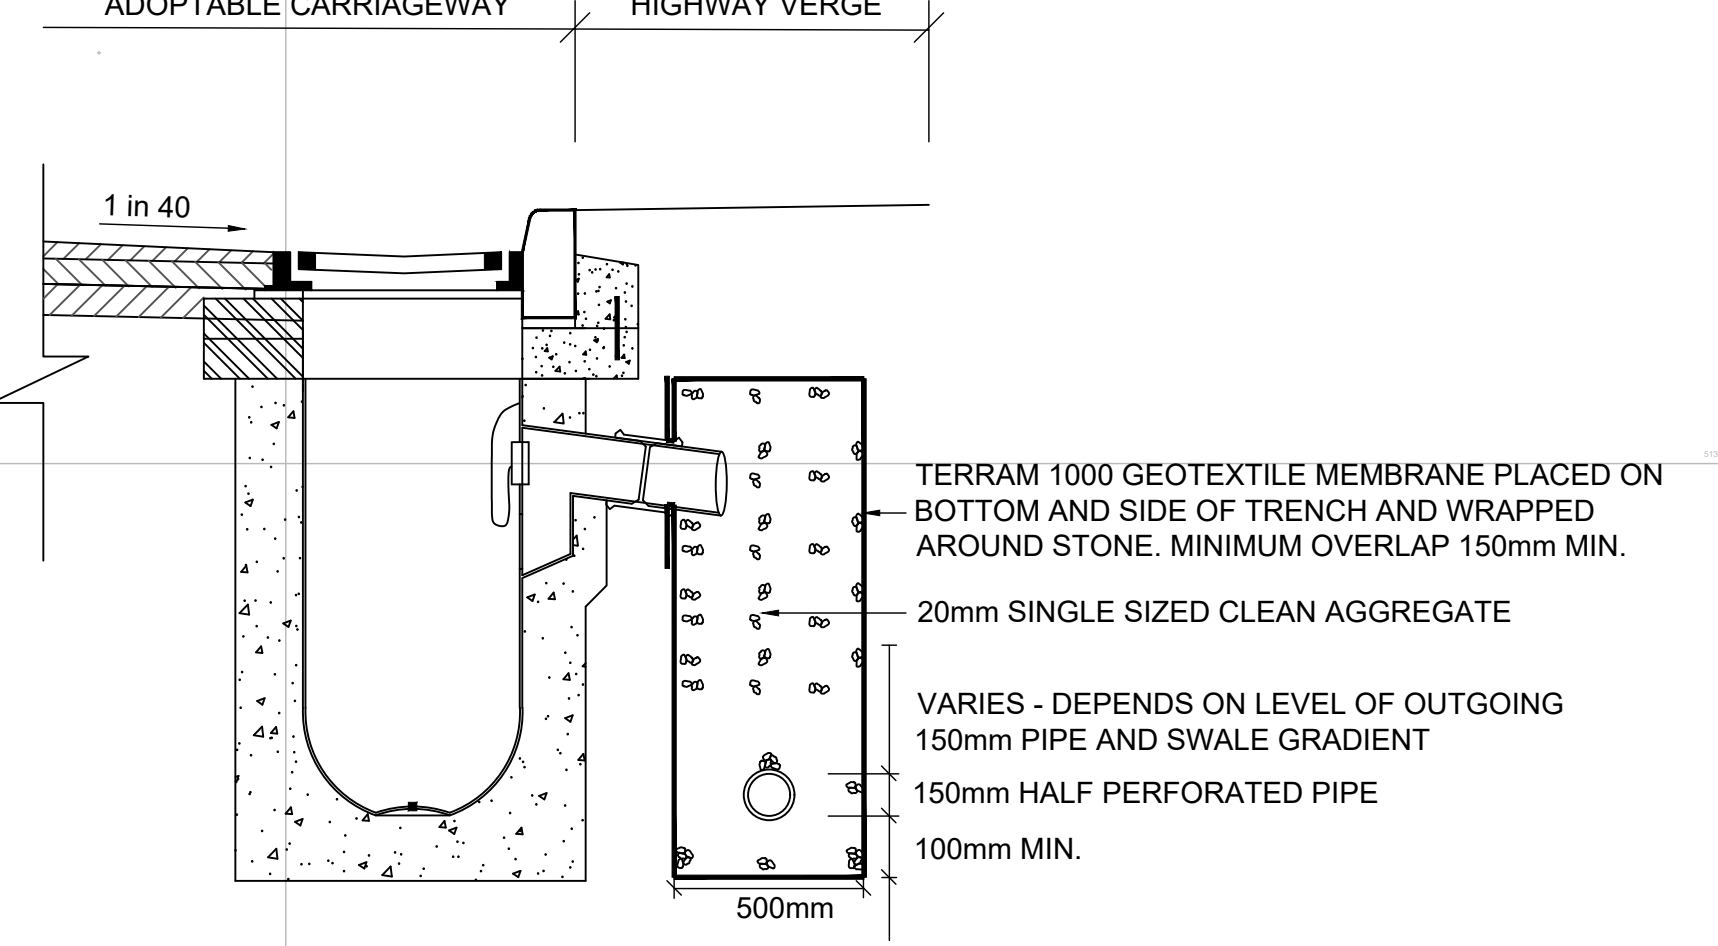 ADOPTABLE CARRIAGEWAY
HIGHWAY VERGE
1 in 40
TERRAM 1000 GEOTEXTILE MEMBRANE PLACED ON
BOTTOM AND SIDE OF TRENCH AND WRAPPED
AROUND STONE. MINIMUM OVERLAP 150mm MIN.
20mm SINGLE SIZED CLEAN AGGREGATE
VARIES - DEPENDS ON LEVEL OF OUTGOING
150mm PIPE AND SWALE GRADIENT
150mm HALF PERFORATED PIPE
100mm MIN.
500mm